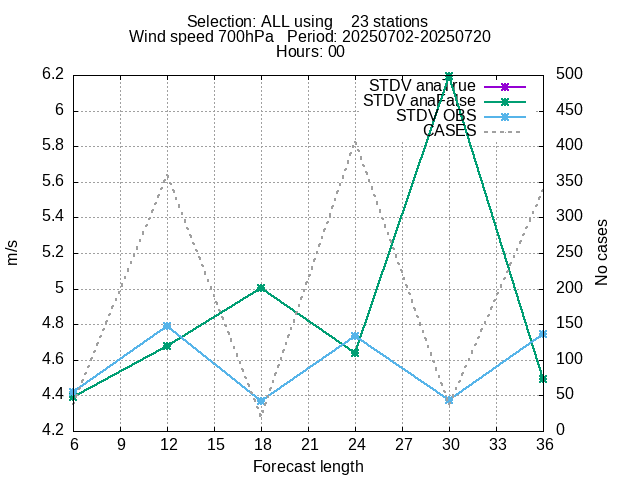 Selection: ALL using 23 stations
Wind speed 700hPa Period: 20250702-20250720
Hours: 00
6.2 500
STDV anaTrue
STDV anaFalse
STDV OBS
CASES
6 450
5.8 400
5.6 350
5.4 300
5.2 250
5 200
4.8 150
4.6 100
4.4 50
4.2 0
m/s
No cases
6 9 12 15 18 21 24 27 30 33 36
Forecast length